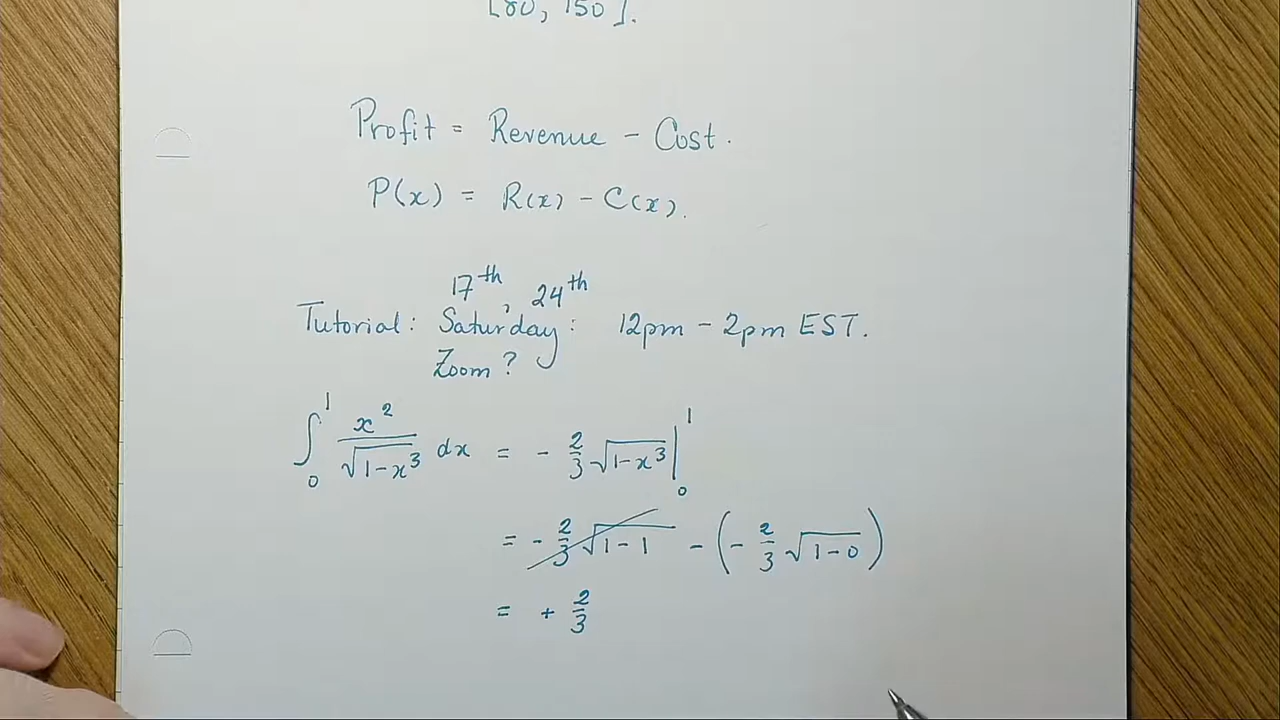 [80, 150].
Profit = Revenue - Cost.
P(x) = R(x) - C(x).
17th, 24th
Tutorial: Saturday: 12pm - 2pm EST.
Zoom?
∫₀¹ x²/√(1-x³) dx = - 2/3 √(1-x³) |₀¹
= - 2/3 √(1-1) - (- 2/3 √(1-0))
= + 2/3